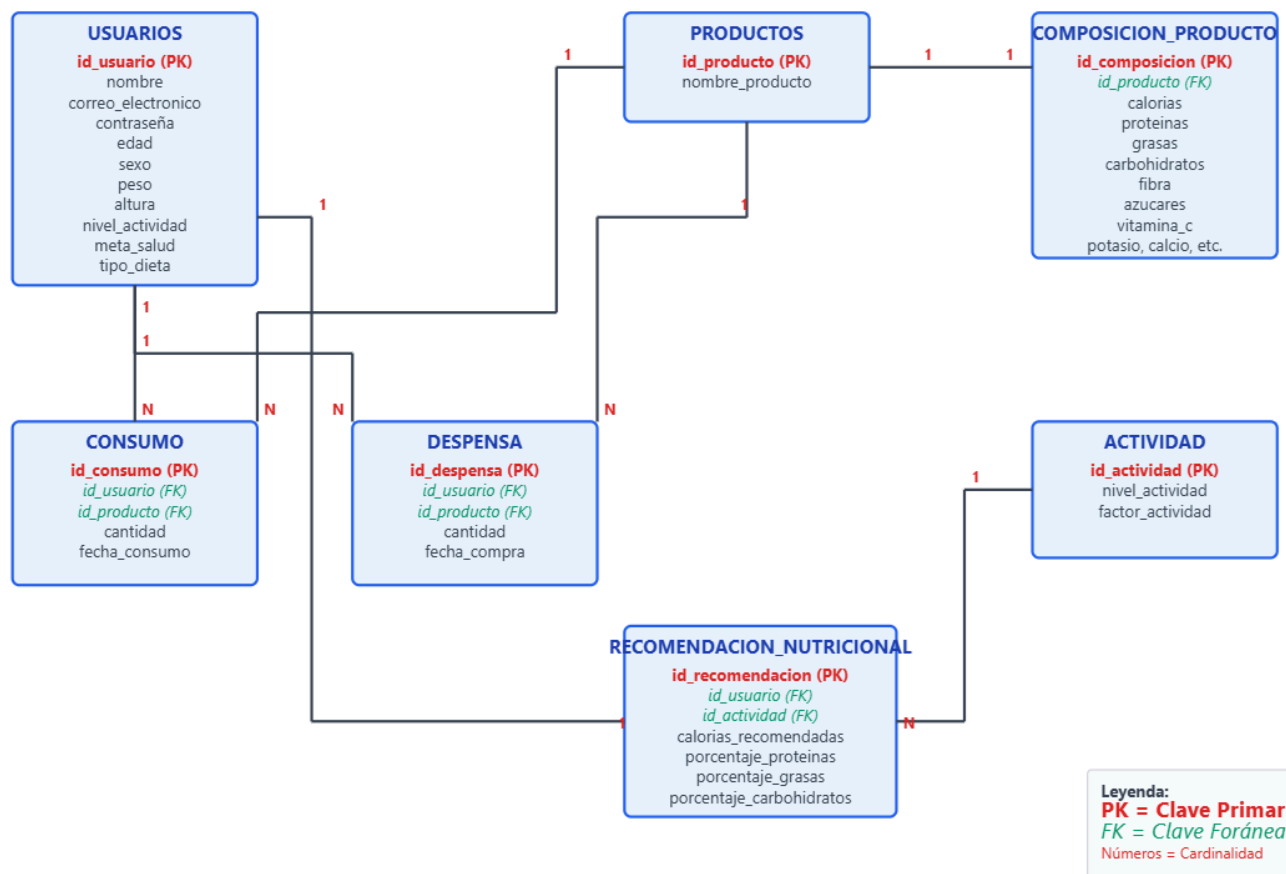 USUARIOS
id_usuario (PK)
nombre
correo_electronico
contraseña
edad
sexo
peso
altura
nivel_actividad
meta_salud
tipo_dieta
PRODUCTOS
id_producto (PK)
nombre_producto
COMPOSICION_PRODUCTO
id_composicion (PK)
id_producto (FK)
calorias
proteinas
grasas
carbohidratos
fibra
azucares
vitamina_c
potasio, calcio, etc.
1
1
1
1
1
1
1
N
N
N
N
CONSUMO
id_consumo (PK)
id_usuario (FK)
id_producto (FK)
cantidad
fecha_consumo
DESPENSA
id_despensa (PK)
id_usuario (FK)
id_producto (FK)
cantidad
fecha_compra
ACTIVIDAD
id_actividad (PK)
nivel_actividad
factor_actividad
1
RECOMENDACION_NUTRICIONAL
id_recomendacion (PK)
id_usuario (FK)
id_actividad (FK)
calorias_recomendadas
porcentaje_proteinas
porcentaje_grasas
porcentaje_carbohidratos
1
N
Leyenda:
PK = Clave Primar
FK = Clave Foránea
Números = Cardinalidad